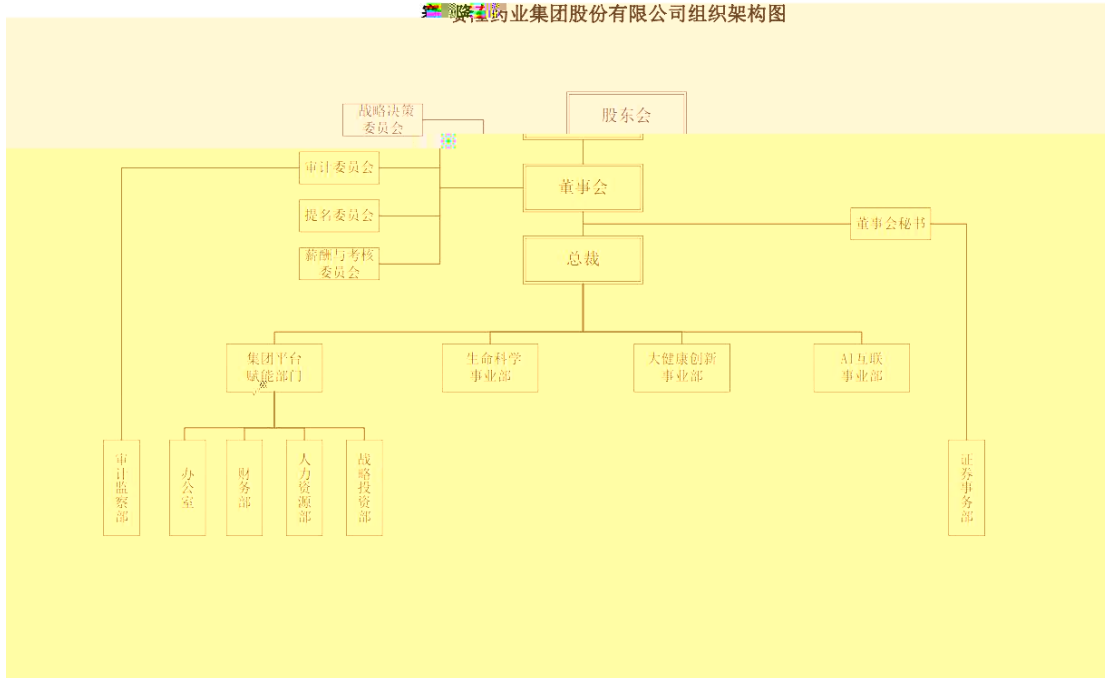 药业集团股份有限公司组织架构图
股东会
战略决策
委员会
审计委员会
董事会
提名委员会
董事会秘书
薪酬与考核
委员会
总裁
集团平台
赋能部门
生命科学
事业部
大健康创新
事业部
AI互联
事业部
审计监察部
办公室
财务部
人力资源部
战略投资部
证券事务部